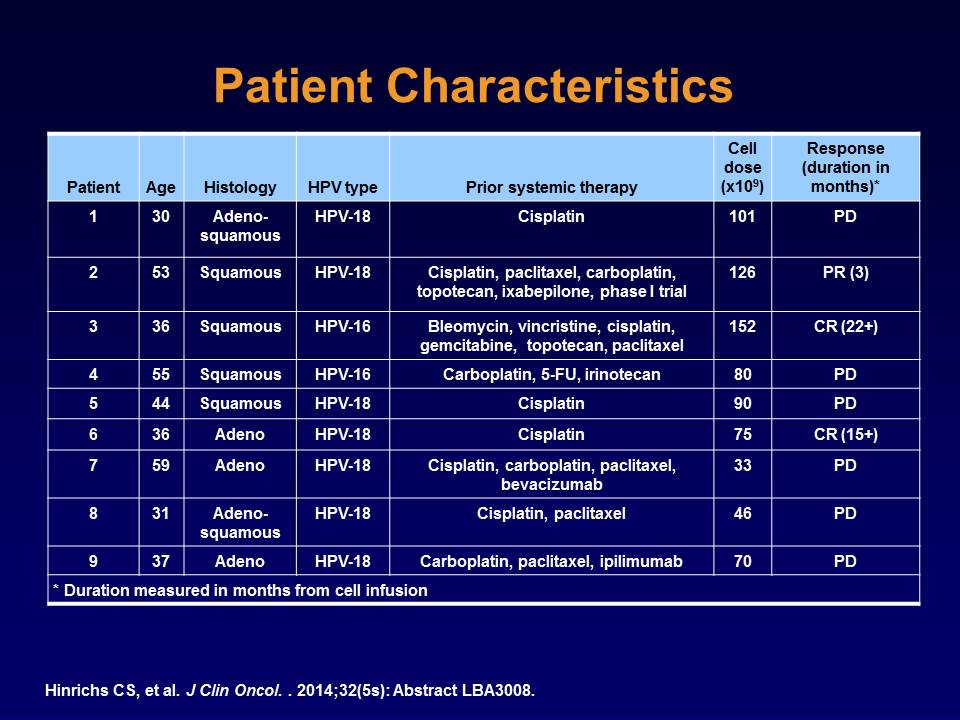 Patient Characteristics
Patient Age Histology HPV type Prior systemic therapy Cell dose (x10⁹) Response (duration in months)*
1 30 Adeno-squamous HPV-18 Cisplatin 101 PD
2 53 Squamous HPV-18 Cisplatin, paclitaxel, carboplatin, topotecan, ixabepilone, phase I trial 126 PR (3)
3 36 Squamous HPV-16 Bleomycin, vincristine, cisplatin, gemcitabine, topotecan, paclitaxel 152 CR (22+)
4 55 Squamous HPV-16 Carboplatin, 5-FU, irinotecan 80 PD
5 44 Squamous HPV-18 Cisplatin 90 PD
6 36 Adeno HPV-18 Cisplatin 75 CR (15+)
7 59 Adeno HPV-18 Cisplatin, carboplatin, paclitaxel, bevacizumab 33 PD
8 31 Adeno-squamous HPV-18 Cisplatin, paclitaxel 46 PD
9 37 Adeno HPV-18 Carboplatin, paclitaxel, ipilimumab 70 PD
* Duration measured in months from cell infusion
Hinrichs CS, et al. J Clin Oncol. . 2014;32(5s): Abstract LBA3008.